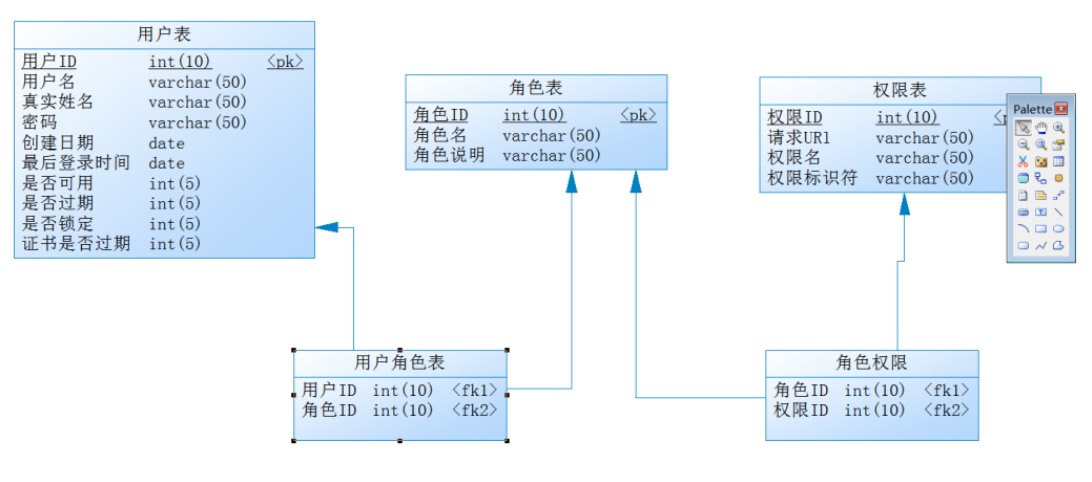 用户表
用户ID int(10) <pk>
用户名 varchar(50)
真实姓名 varchar(50)
密码 varchar(50)
创建日期 date
最后登录时间 date
是否可用 int(5)
是否过期 int(5)
是否锁定 int(5)
证书是否过期 int(5)
角色表
角色ID int(10) <pk>
角色名 varchar(50)
角色说明 varchar(50)
权限表
权限ID int(10)
请求URl varchar(50)
权限名 varchar(50)
权限标识符 varchar(50)
Palette
用户角色表
用户ID int(10) <fk1>
角色ID int(10) <fk2>
角色权限
角色ID int(10) <fk1>
权限ID int(10) <fk2>